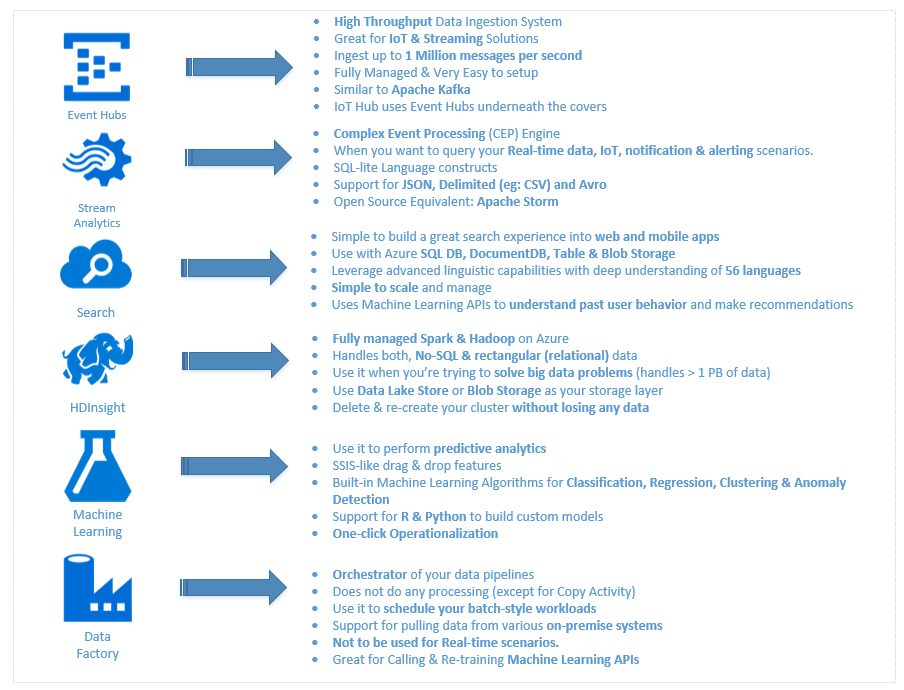 High Throughput Data Ingestion System
Great for IoT & Streaming Solutions
Ingest up to 1 Million messages per second
Fully Managed & Very Easy to setup
Similar to Apache Kafka
IoT Hub uses Event Hubs underneath the covers
Event Hubs
Complex Event Processing (CEP) Engine
When you want to query your Real-time data, IoT, notification & alerting scenarios.
SQL-lite Language constructs
Support for JSON, Delimited (eg: CSV) and Avro
Open Source Equivalent: Apache Storm
Stream
Analytics
Simple to build a great search experience into web and mobile apps
Use with Azure SQL DB, DocumentDB, Table & Blob Storage
Leverage advanced linguistic capabilities with deep understanding of 56 languages
Simple to scale and manage
Uses Machine Learning APIs to understand past user behavior and make recommendations
Search
Fully managed Spark & Hadoop on Azure
Handles both, No-SQL & rectangular (relational) data
Use it when you're trying to solve big data problems (handles > 1 PB of data)
Use Data Lake Store or Blob Storage as your storage layer
Delete & re-create your cluster without losing any data
HDInsight
Use it to perform predictive analytics
SSIS-like drag & drop features
Built-in Machine Learning Algorithms for Classification, Regression, Clustering & Anomaly
Detection
Support for R & Python to build custom models
One-click Operationalization
Machine
Learning
Orchestrator of your data pipelines
Does not do any processing (except for Copy Activity)
Use it to schedule your batch-style workloads
Support for pulling data from various on-premise systems
Not to be used for Real-time scenarios.
Great for Calling & Re-training Machine Learning APIs
Data
Factory